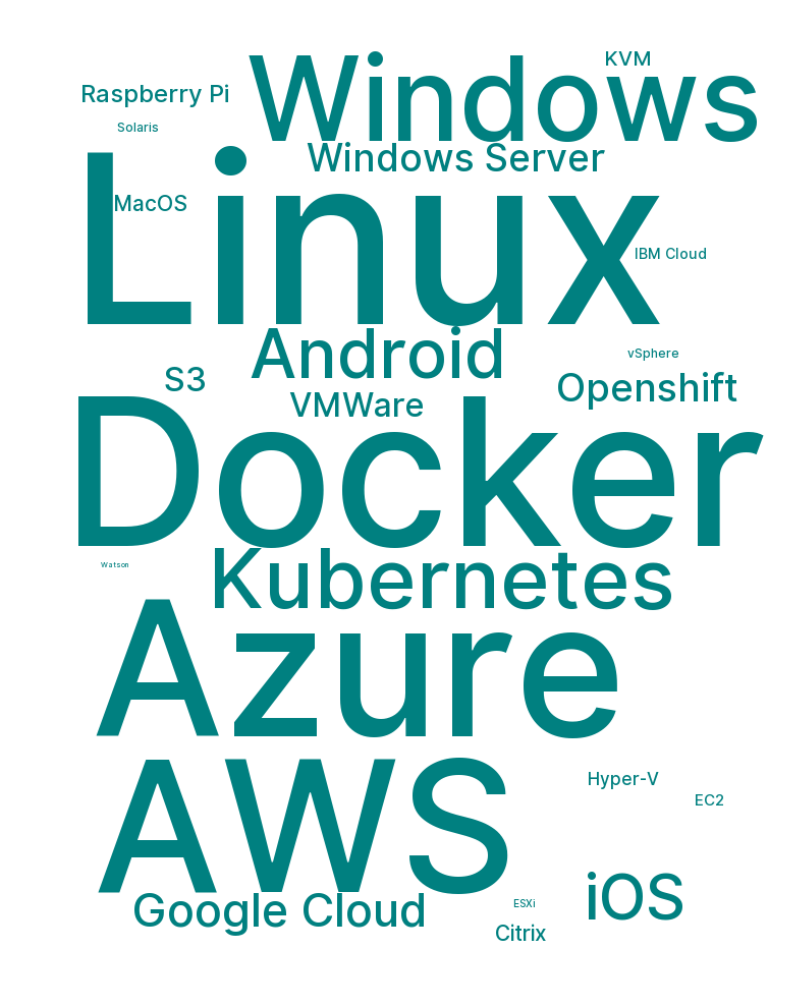 KVM
Windows
Raspberry Pi
Solaris
Windows Server
Linux
MacOS
IBM Cloud
Android
vSphere
S3
Openshift
VMWare
Docker
Watson
Kubernetes
Azure
AWS
Hyper-V
EC2
iOS
Google Cloud
ESXi
Citrix